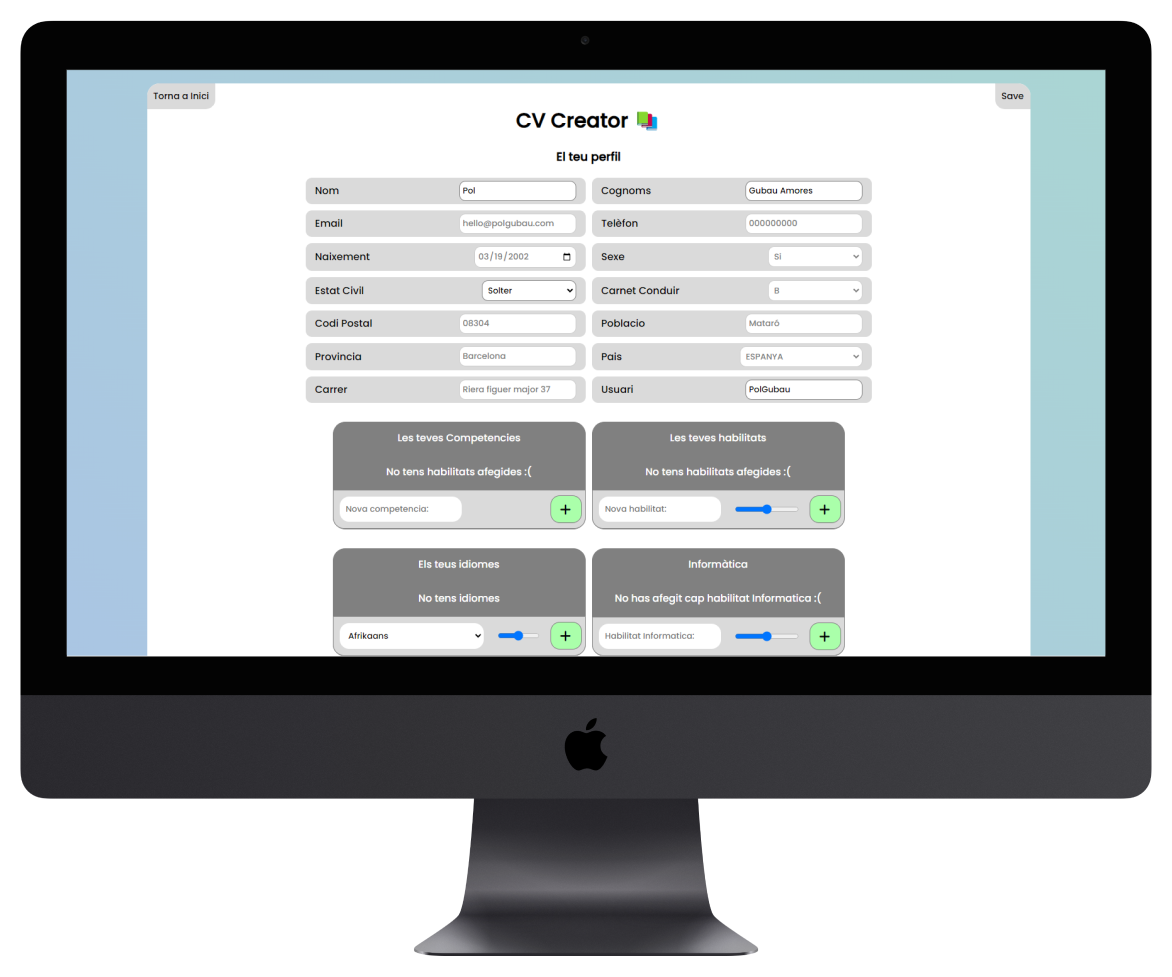 Torna a Inici
Save
CV Creator
El teu perfil
Nom Pol Cognoms Gubau Amores
Email hello@polgubau.com Telèfon 000000000
Naixement 03/19/2002 Sexe Si
Estat Civil Solter Carnet Conduir B
Codi Postal 08304 Poblacio Mataró
Provincia Barcelona Pais ESPANYA
Carrer Riera figuer major 37 Usuari PolGubau
Les teves Competencies
No tens habilitats afegides :(
Nova competencia: +
Les teves habilitats
No tens habilitats afegides :(
Nova habilitat: +
Els teus idiomes
No tens idiomes
Afrikaans +
Informàtica
No has afegit cap habilitat Informatica :(
Habilitat Informatica: +